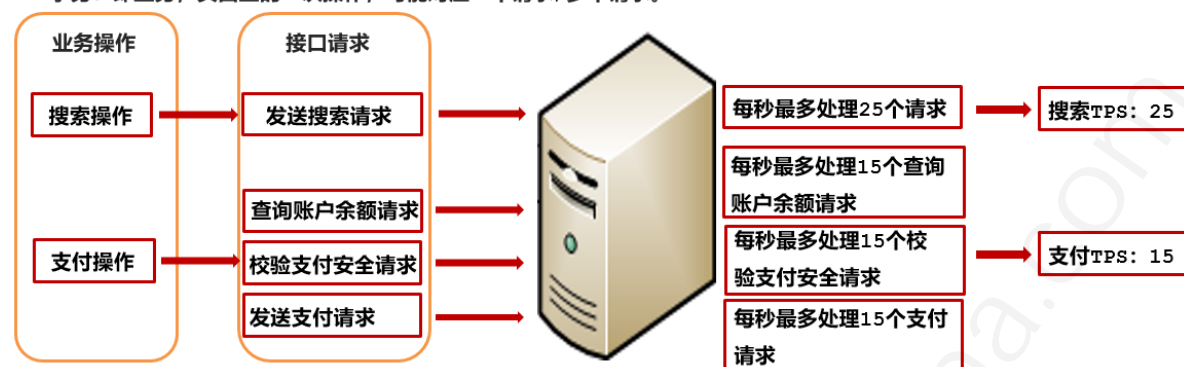 业务操作
接口请求
搜索操作
发送搜索请求
每秒最多处理25个请求
搜索TPS: 25
查询账户余额请求
每秒最多处理15个查询
账户余额请求
支付操作
校验支付安全请求
每秒最多处理15个校
验支付安全请求
支付TPS: 15
发送支付请求
每秒最多处理15个支付
请求